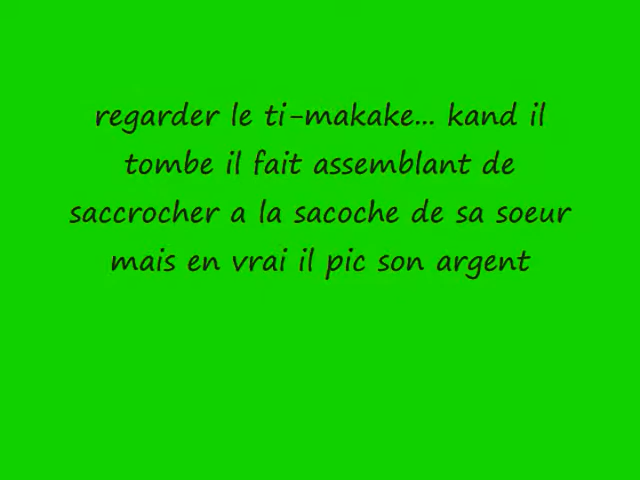 regarder le ti-makake... kand il
tombe il fait assemblant de
saccrocher a la sacoche de sa soeur
mais en vrai il pic son argent